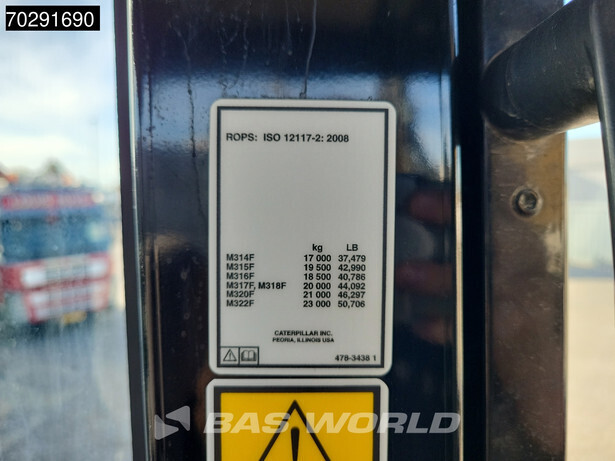 70291690
ROPS: ISO 12117-2: 2008
kg LB
M314F 17 000 37,479
M315F 19 500 42,990
M316F 18 500 40,786
M317F, M318F 20 000 44,092
M320F 21 000 46,297
M322F 23 000 50,706
CATERPILLAR INC.
PEORIA, ILLINOIS USA
478-3438 1
BAS WORLD